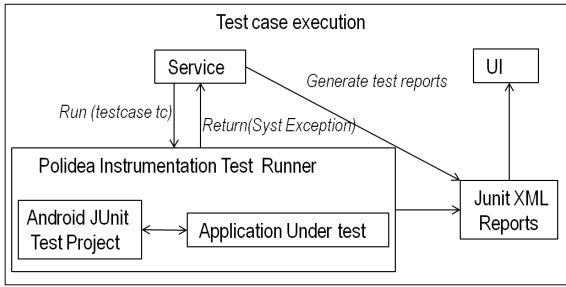 Test case execution
Service
UI
Generate test reports
Run (testcase tc)
Return(Syst Exception)
Polidea Instrumentation Test Runner
Android JUnit
Test Project
Application Under test
Junit XML
Reports